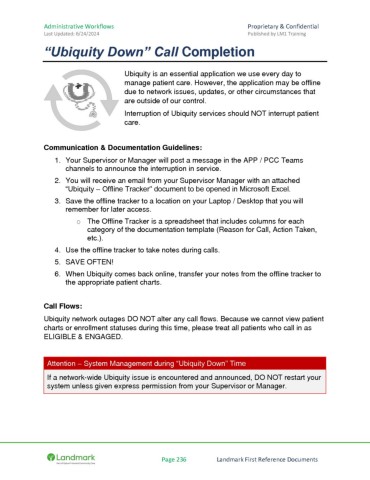 Administrative Workflows
Proprietary & Confidential
Last Updated: 6/24/2024
Published by LM1 Training
“Ubiquity Down” Call Completion
Ubiquity is an essential application we use every day to
manage patient care. However, the application may be offline
due to network issues, updates, or other circumstances that
are outside of our control.
Interruption of Ubiquity services should NOT interrupt patient
care.
Communication & Documentation Guidelines:
1. Your Supervisor or Manager will post a message in the APP / PCC Teams
channels to announce the interruption in service.
2. You will receive an email from your Supervisor Manager with an attached
“Ubiquity – Offline Tracker” document to be opened in Microsoft Excel.
3. Save the offline tracker to a location on your Laptop / Desktop that you will
remember for later access.
o The Offline Tracker is a spreadsheet that includes columns for each
category of the documentation template (Reason for Call, Action Taken,
etc.).
4. Use the offline tracker to take notes during calls.
5. SAVE OFTEN!
6. When Ubiquity comes back online, transfer your notes from the offline tracker to
the appropriate patient charts.
Call Flows:
Ubiquity network outages DO NOT alter any call flows. Because we cannot view patient
charts or enrollment statuses during this time, please treat all patients who call in as
ELIGIBLE & ENGAGED.
Attention – System Management during “Ubiquity Down” Time
If a network-wide Ubiquity issue is encountered and announced, DO NOT restart your
system unless given express permission from your Supervisor or Manager.
Landmark
Page 236
Landmark First Reference Documents